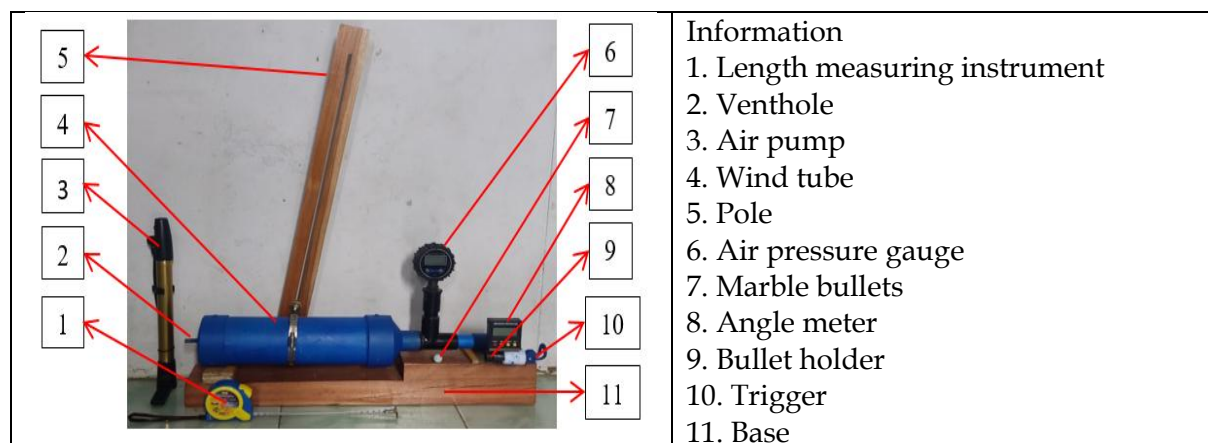 5
4
3
2
1
6
7
8
9
10
11
Information
1. Length measuring instrument
2. Venthole
3. Air pump
4. Wind tube
5. Pole
6. Air pressure gauge
7. Marble bullets
8. Angle meter
9. Bullet holder
10. Trigger
11. Base